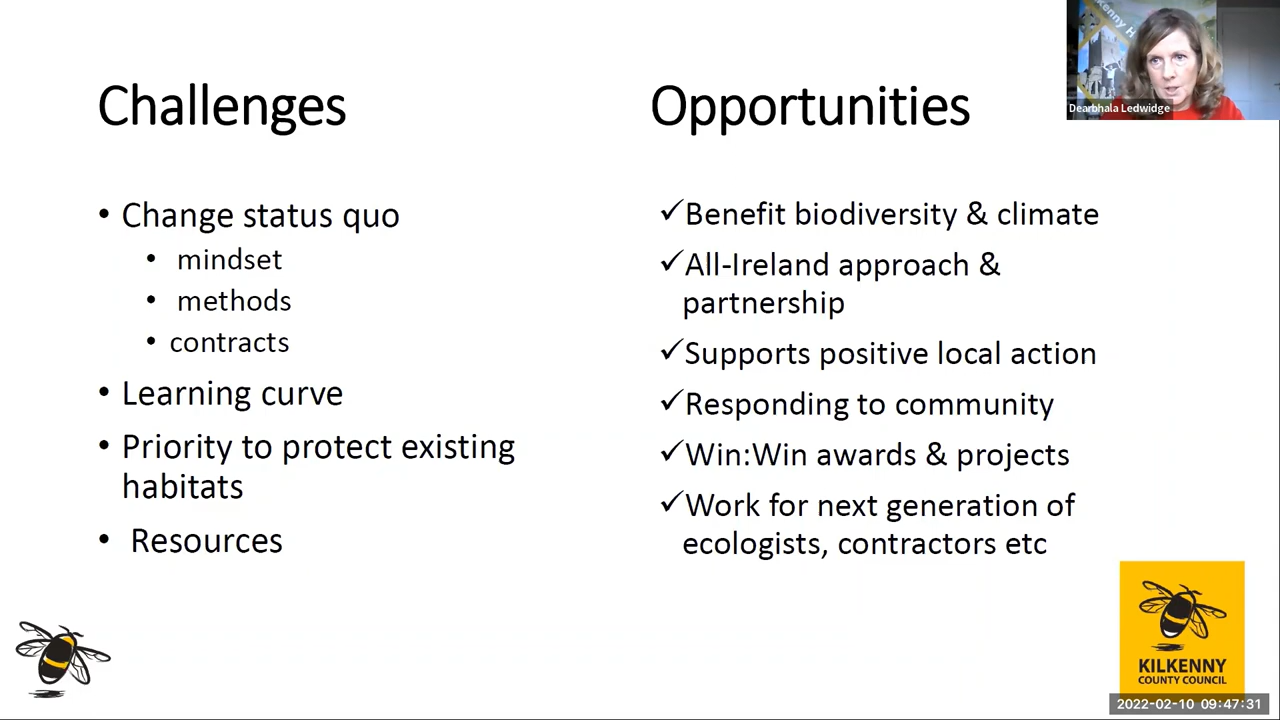 Challenges
• Change status quo
• mindset
• methods
• contracts
• Learning curve
• Priority to protect existing
habitats
• Resources
Opportunities
✓Benefit biodiversity & climate
✓All-Ireland approach &
partnership
✓Supports positive local action
✓Responding to community
✓Win:Win awards & projects
✓Work for next generation of
ecologists, contractors etc
Dearbhala Ledwidge
KILKENNY
COUNTY COUNCIL
2022-02-10 09:47:31